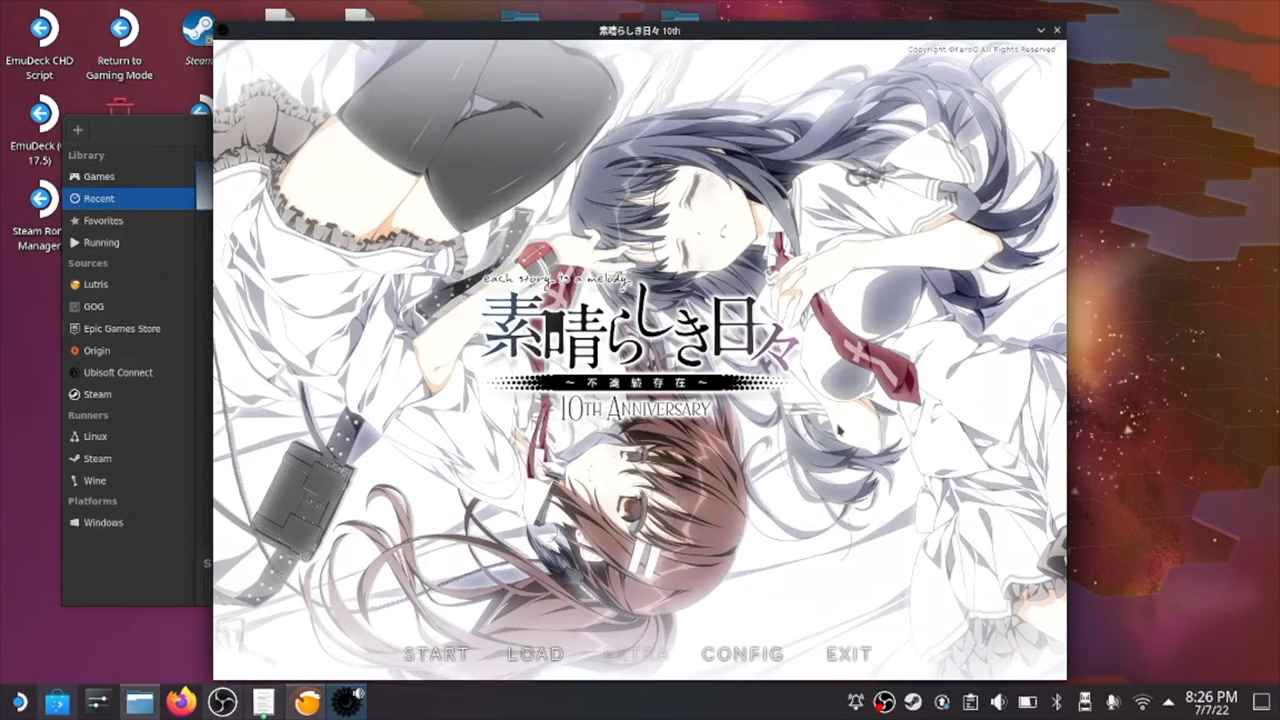 EmuDeck CHD
Script
Return to
Gaming Mode
Steam
素晴らしき日々 10th
Copyright ©KeroQ All Rights Reserved
EmuDeck (
17.5)
Steam Rom
Manager
Library
Games
Recent
Favorites
Running
Sources
Lutris
GOG
Epic Games Store
Origin
Ubisoft Connect
Steam
Runners
Linux
Steam
Wine
Platforms
Windows
each story, is a melody.
素晴らしき日々
～不連続存在～
10TH ANNIVERSARY
START
LOAD
EXTRA
CONFIG
EXIT
8:26 PM
7/7/22